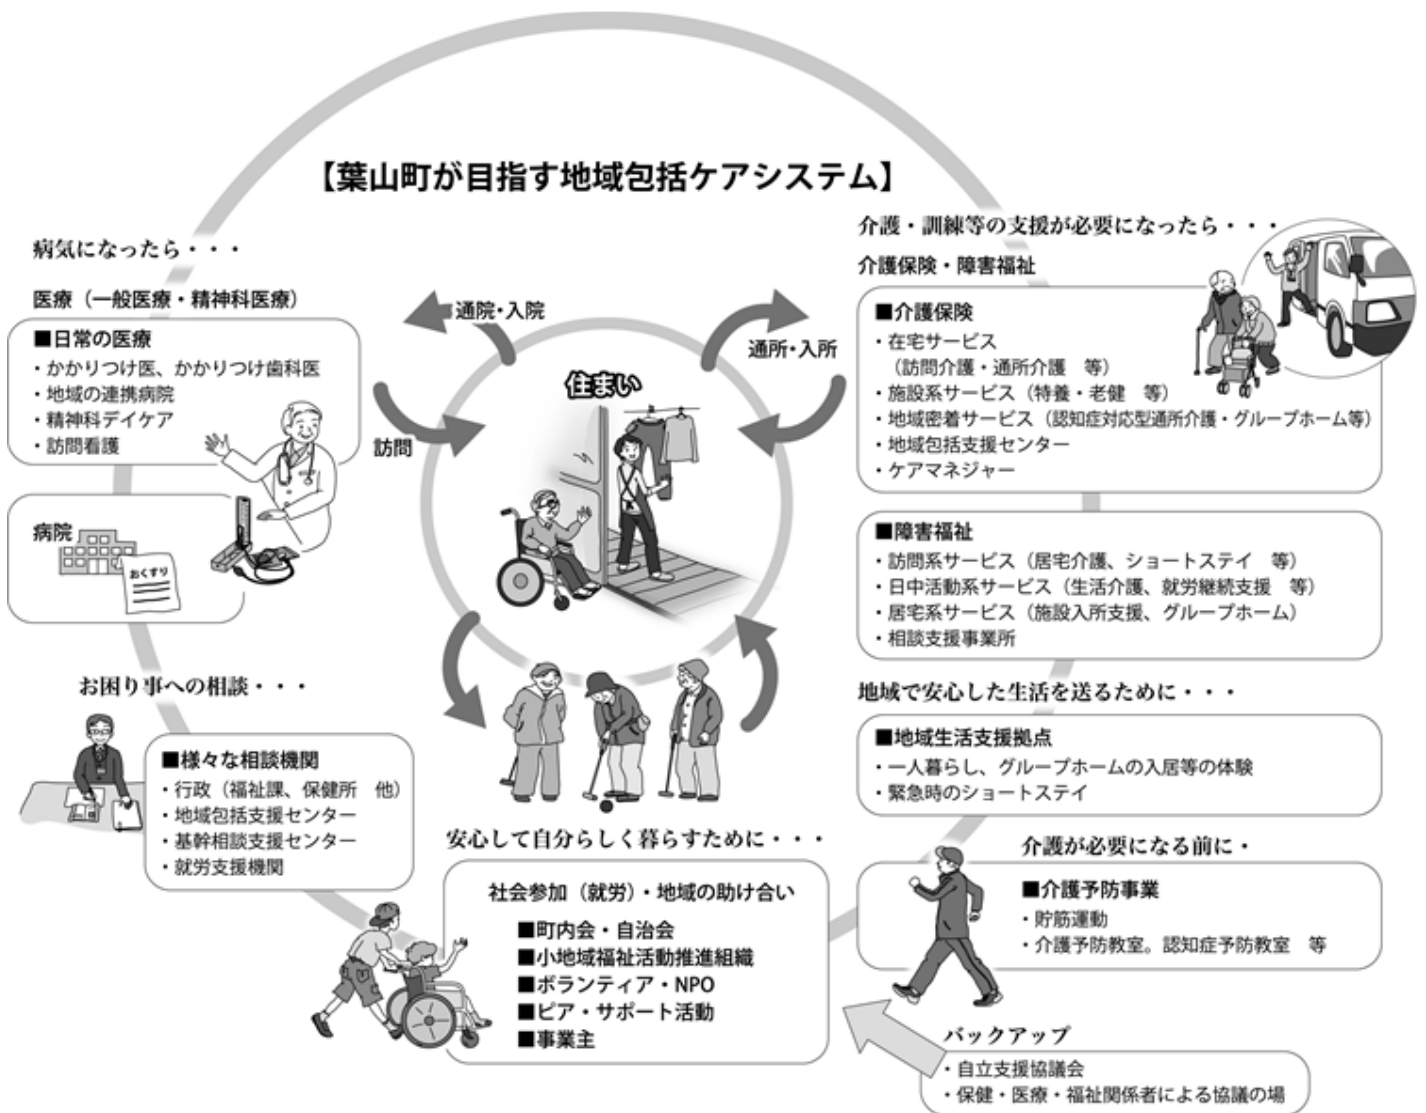 【葉山町が目指す地域包括ケアシステム】
病気になったら・・・
医療（一般医療・精神科医療）
■日常の医療
・かかりつけ医、かかりつけ歯科医
・地域の連携病院
・精神科デイケア
・訪問看護
病院
おくすり
通院・入院
訪問
住まい
通所・入所
介護・訓練等の支援が必要になったら・・・
介護保険・障害福祉
■介護保険
・在宅サービス
（訪問介護・通所介護　等）
・施設系サービス（特養・老健　等）
・地域密着サービス（認知症対応型通所介護・グループホーム等）
・地域包括支援センター
・ケアマネジャー
■障害福祉
・訪問系サービス（居宅介護、ショートステイ　等）
・日中活動系サービス（生活介護、就労継続支援　等）
・居宅系サービス（施設入所支援、グループホーム）
・相談支援事業所
お困り事への相談・・・
■様々な相談機関
・行政（福祉課、保健所　他）
・地域包括支援センター
・基幹相談支援センター
・就労支援機関
地域で安心した生活を送るために・・・
■地域生活支援拠点
・一人暮らし、グループホームの入居等の体験
・緊急時のショートステイ
安心して自分らしく暮らすために・・・
社会参加（就労）・地域の助け合い
■町内会・自治会
■小地域福祉活動推進組織
■ボランティア・NPO
■ピア・サポート活動
■事業主
介護が必要になる前に・
■介護予防事業
・貯筋運動
・介護予防教室。認知症予防教室　等
バックアップ
・自立支援協議会
・保健・医療・福祉関係者による協議の場